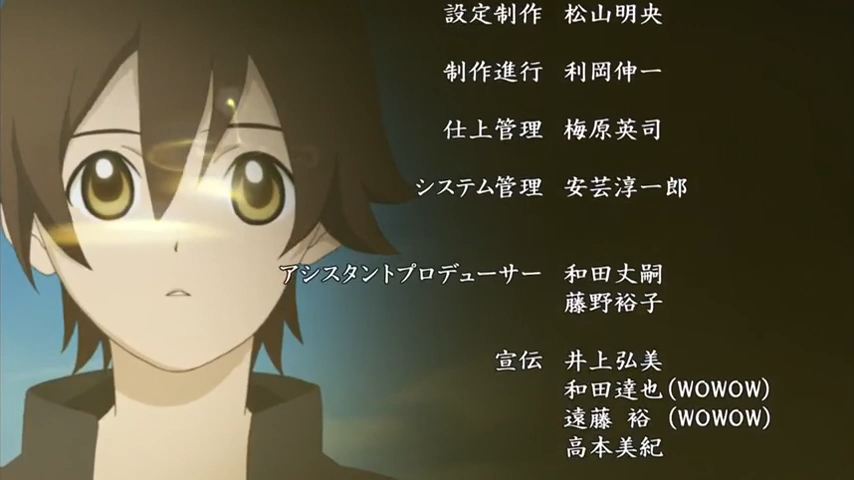 設定制作 松山明央
制作進行 利岡伸一
仕上管理 梅原英司
システム管理 安芸淳一郎
アシスタントプロデューサー 和田丈嗣
藤野裕子
宣伝 井上弘美
和田達也(WOWOW)
遠藤 裕 (WOWOW)
高本美紀